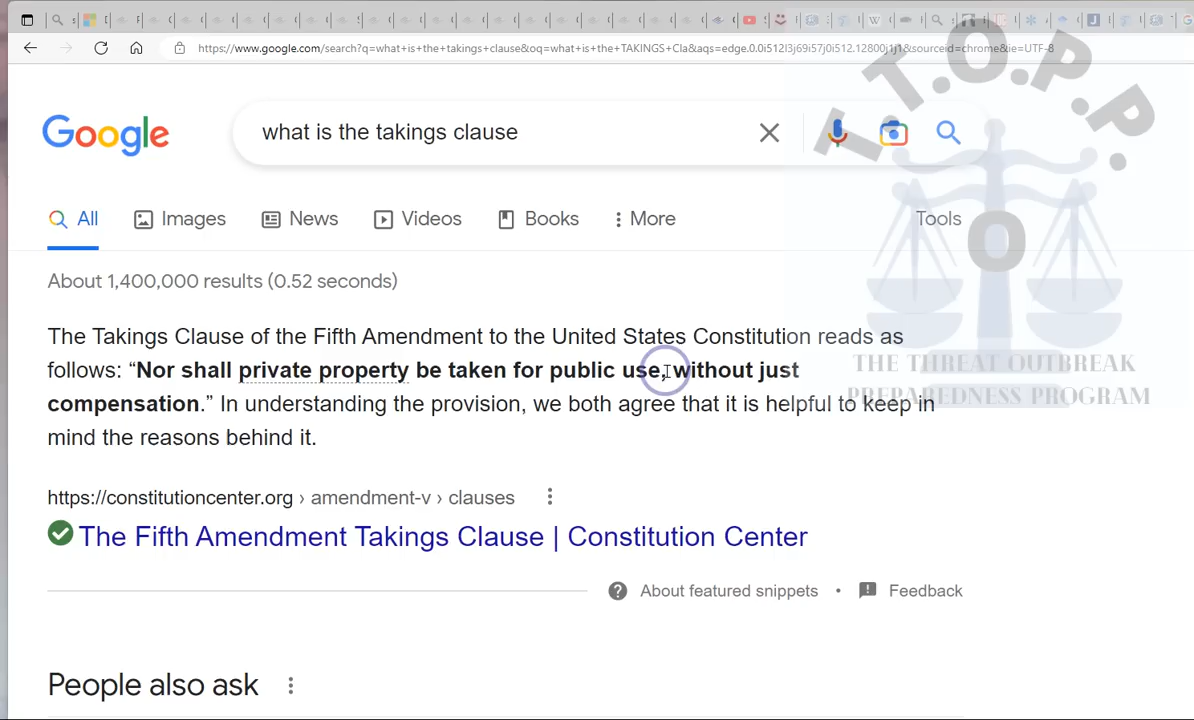 https://www.google.com/search?q=what+is+the+takings+clause&oq=what+is+the+TAKINGS+Cla&aqs=edge.0.0i512l3j69i57j0i512.12800j1j1&sourceid=chrome&ie=UTF-8
T.T.O.P.P.
Google
what is the takings clause
All Images News Videos Books More Tools
About 1,400,000 results (0.52 seconds)
The Takings Clause of the Fifth Amendment to the United States Constitution reads as
follows: “Nor shall private property be taken for public use, without just
compensation.” In understanding the provision, we both agree that it is helpful to keep in
mind the reasons behind it.
THE THREAT OUTBREAK
PREPAREDNESS PROGRAM
https://constitutioncenter.org › amendment-v › clauses
The Fifth Amendment Takings Clause | Constitution Center
About featured snippets • Feedback
People also ask